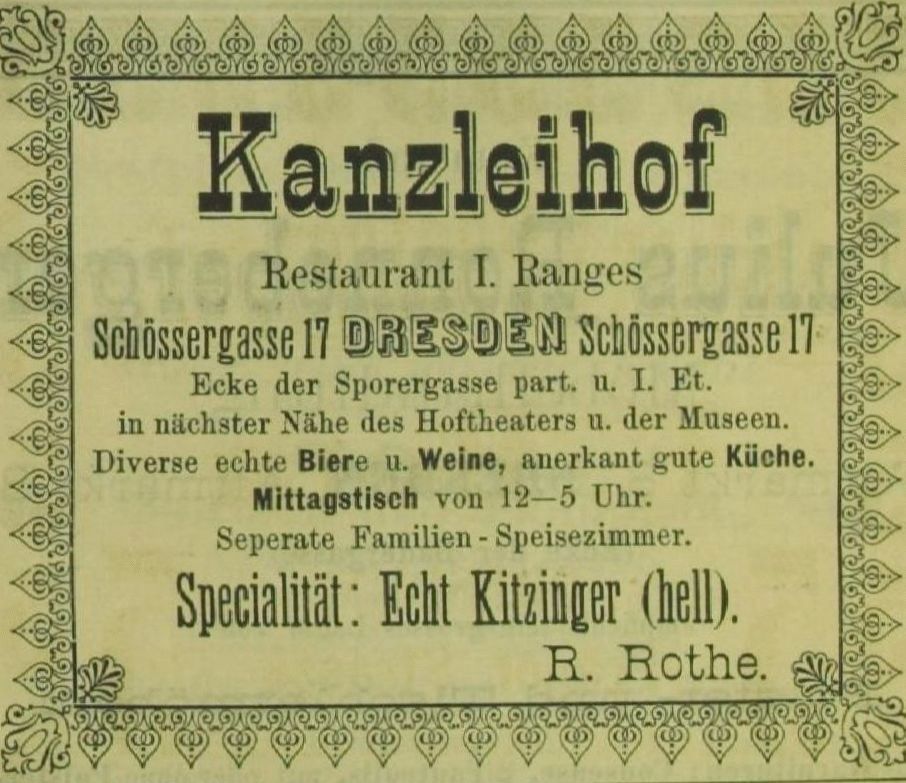 Kanzleihof
Restaurant I. Ranges
Schössergasse 17 DRESDEN Schössergasse 17
Ecke der Sporergasse part. u. I. Et.
in nächster Nähe des Hoftheaters u. der Museen.
Diverse echte Biere u. Weine, anerkant gute Küche.
Mittagstisch von 12—5 Uhr.
Seperate Familien - Speisezimmer.
Specialität: Echt Kitzinger (hell).
R. Rothe.